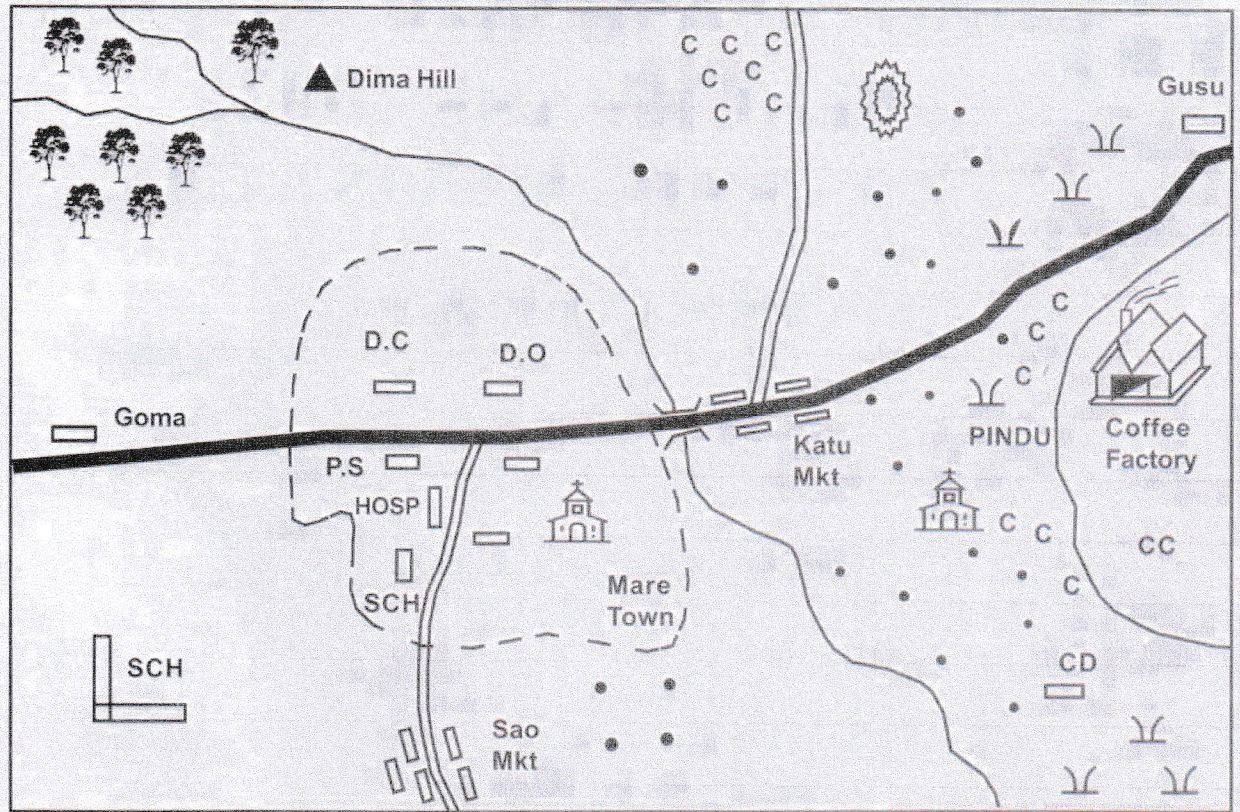 C C C
C C
C C
Dima Hill
Gusu
D.C
D.O
C
C
C
Goma
Katu
Mkt
PINDU
Coffee
Factory
P.S
HOSP
C C
CC
SCH
Mare
Town
C
SCH
CD
Sao
Mkt